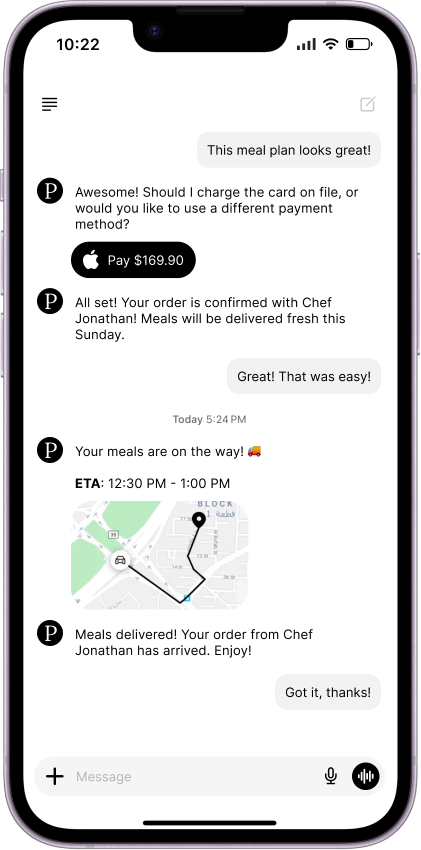 10:22
This meal plan looks great!
P
Awesome! Should I charge the card on file, or
would you like to use a different payment
method?
Pay $169.90
P
All set! Your order is confirmed with Chef
Jonathan! Meals will be delivered fresh this
Sunday.
Great! That was easy!
Today 5:24 PM
P
Your meals are on the way! 🚚
ETA: 12:30 PM - 1:00 PM
BLOCK
35
P
Meals delivered! Your order from Chef
Jonathan has arrived. Enjoy!
Got it, thanks!
Message